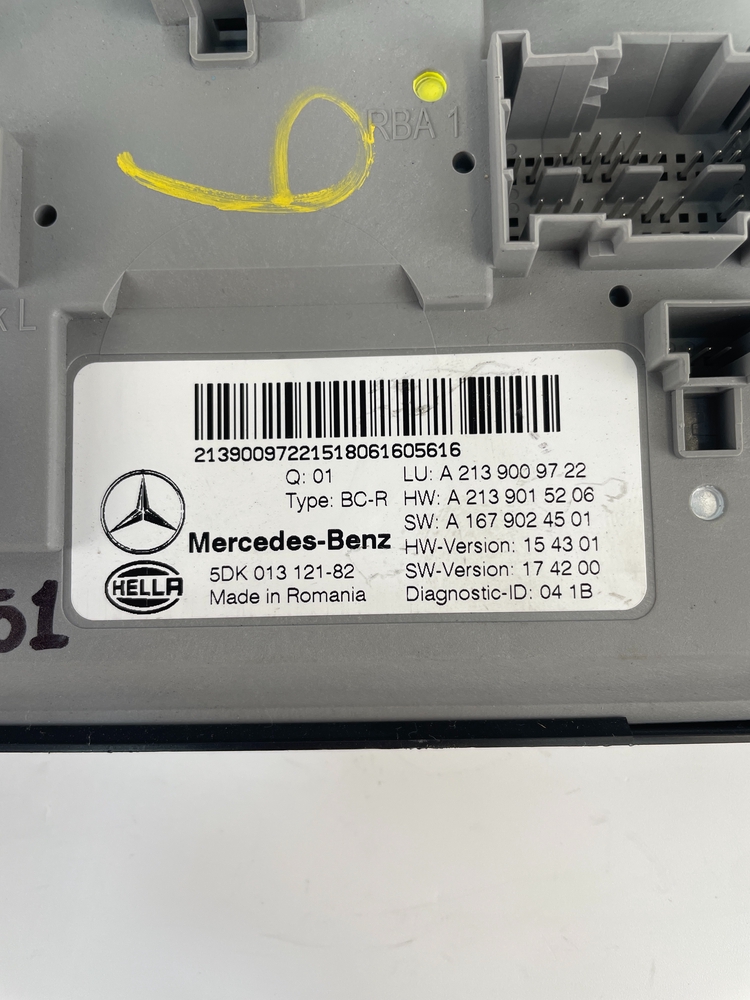 RBA 1
k L
21390097221518061605616
Q: 01
LU: A 213 900 97 22
Type: BC-R
HW: A 213 901 52 06
SW: A 167 902 45 01
Mercedes-Benz
HW-Version: 15 43 01
5DK 013 121-82
SW-Version: 17 42 00
HELLA
Made in Romania
Diagnostic-ID: 04 1B
61